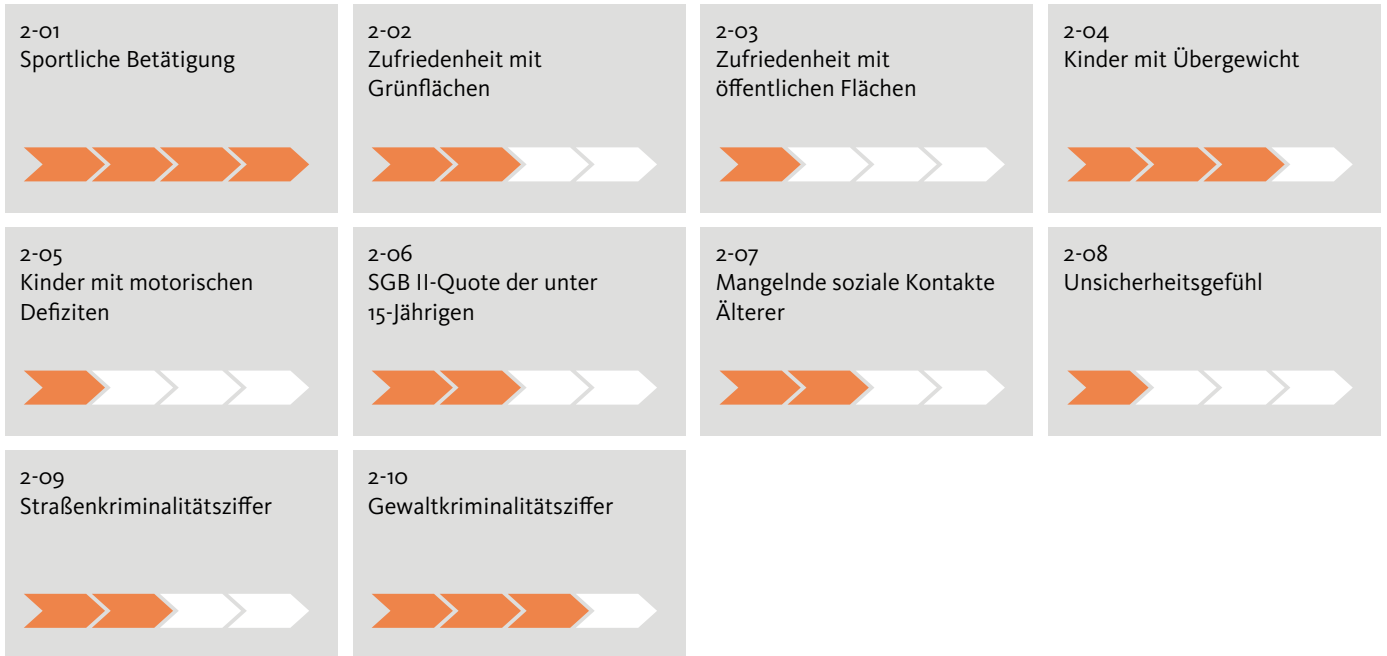 2-01
Sportliche Betätigung
2-02
Zufriedenheit mit
Grünflächen
2-03
Zufriedenheit mit
öffentlichen Flächen
2-04
Kinder mit Übergewicht
2-05
Kinder mit motorischen
Defiziten
2-06
SGB II-Quote der unter
15-Jährigen
2-07
Mangelnde soziale Kontakte
Älterer
2-08
Unsicherheitsgefühl
2-09
Straßenkriminalitätsziffer
2-10
Gewaltkriminalitätsziffer